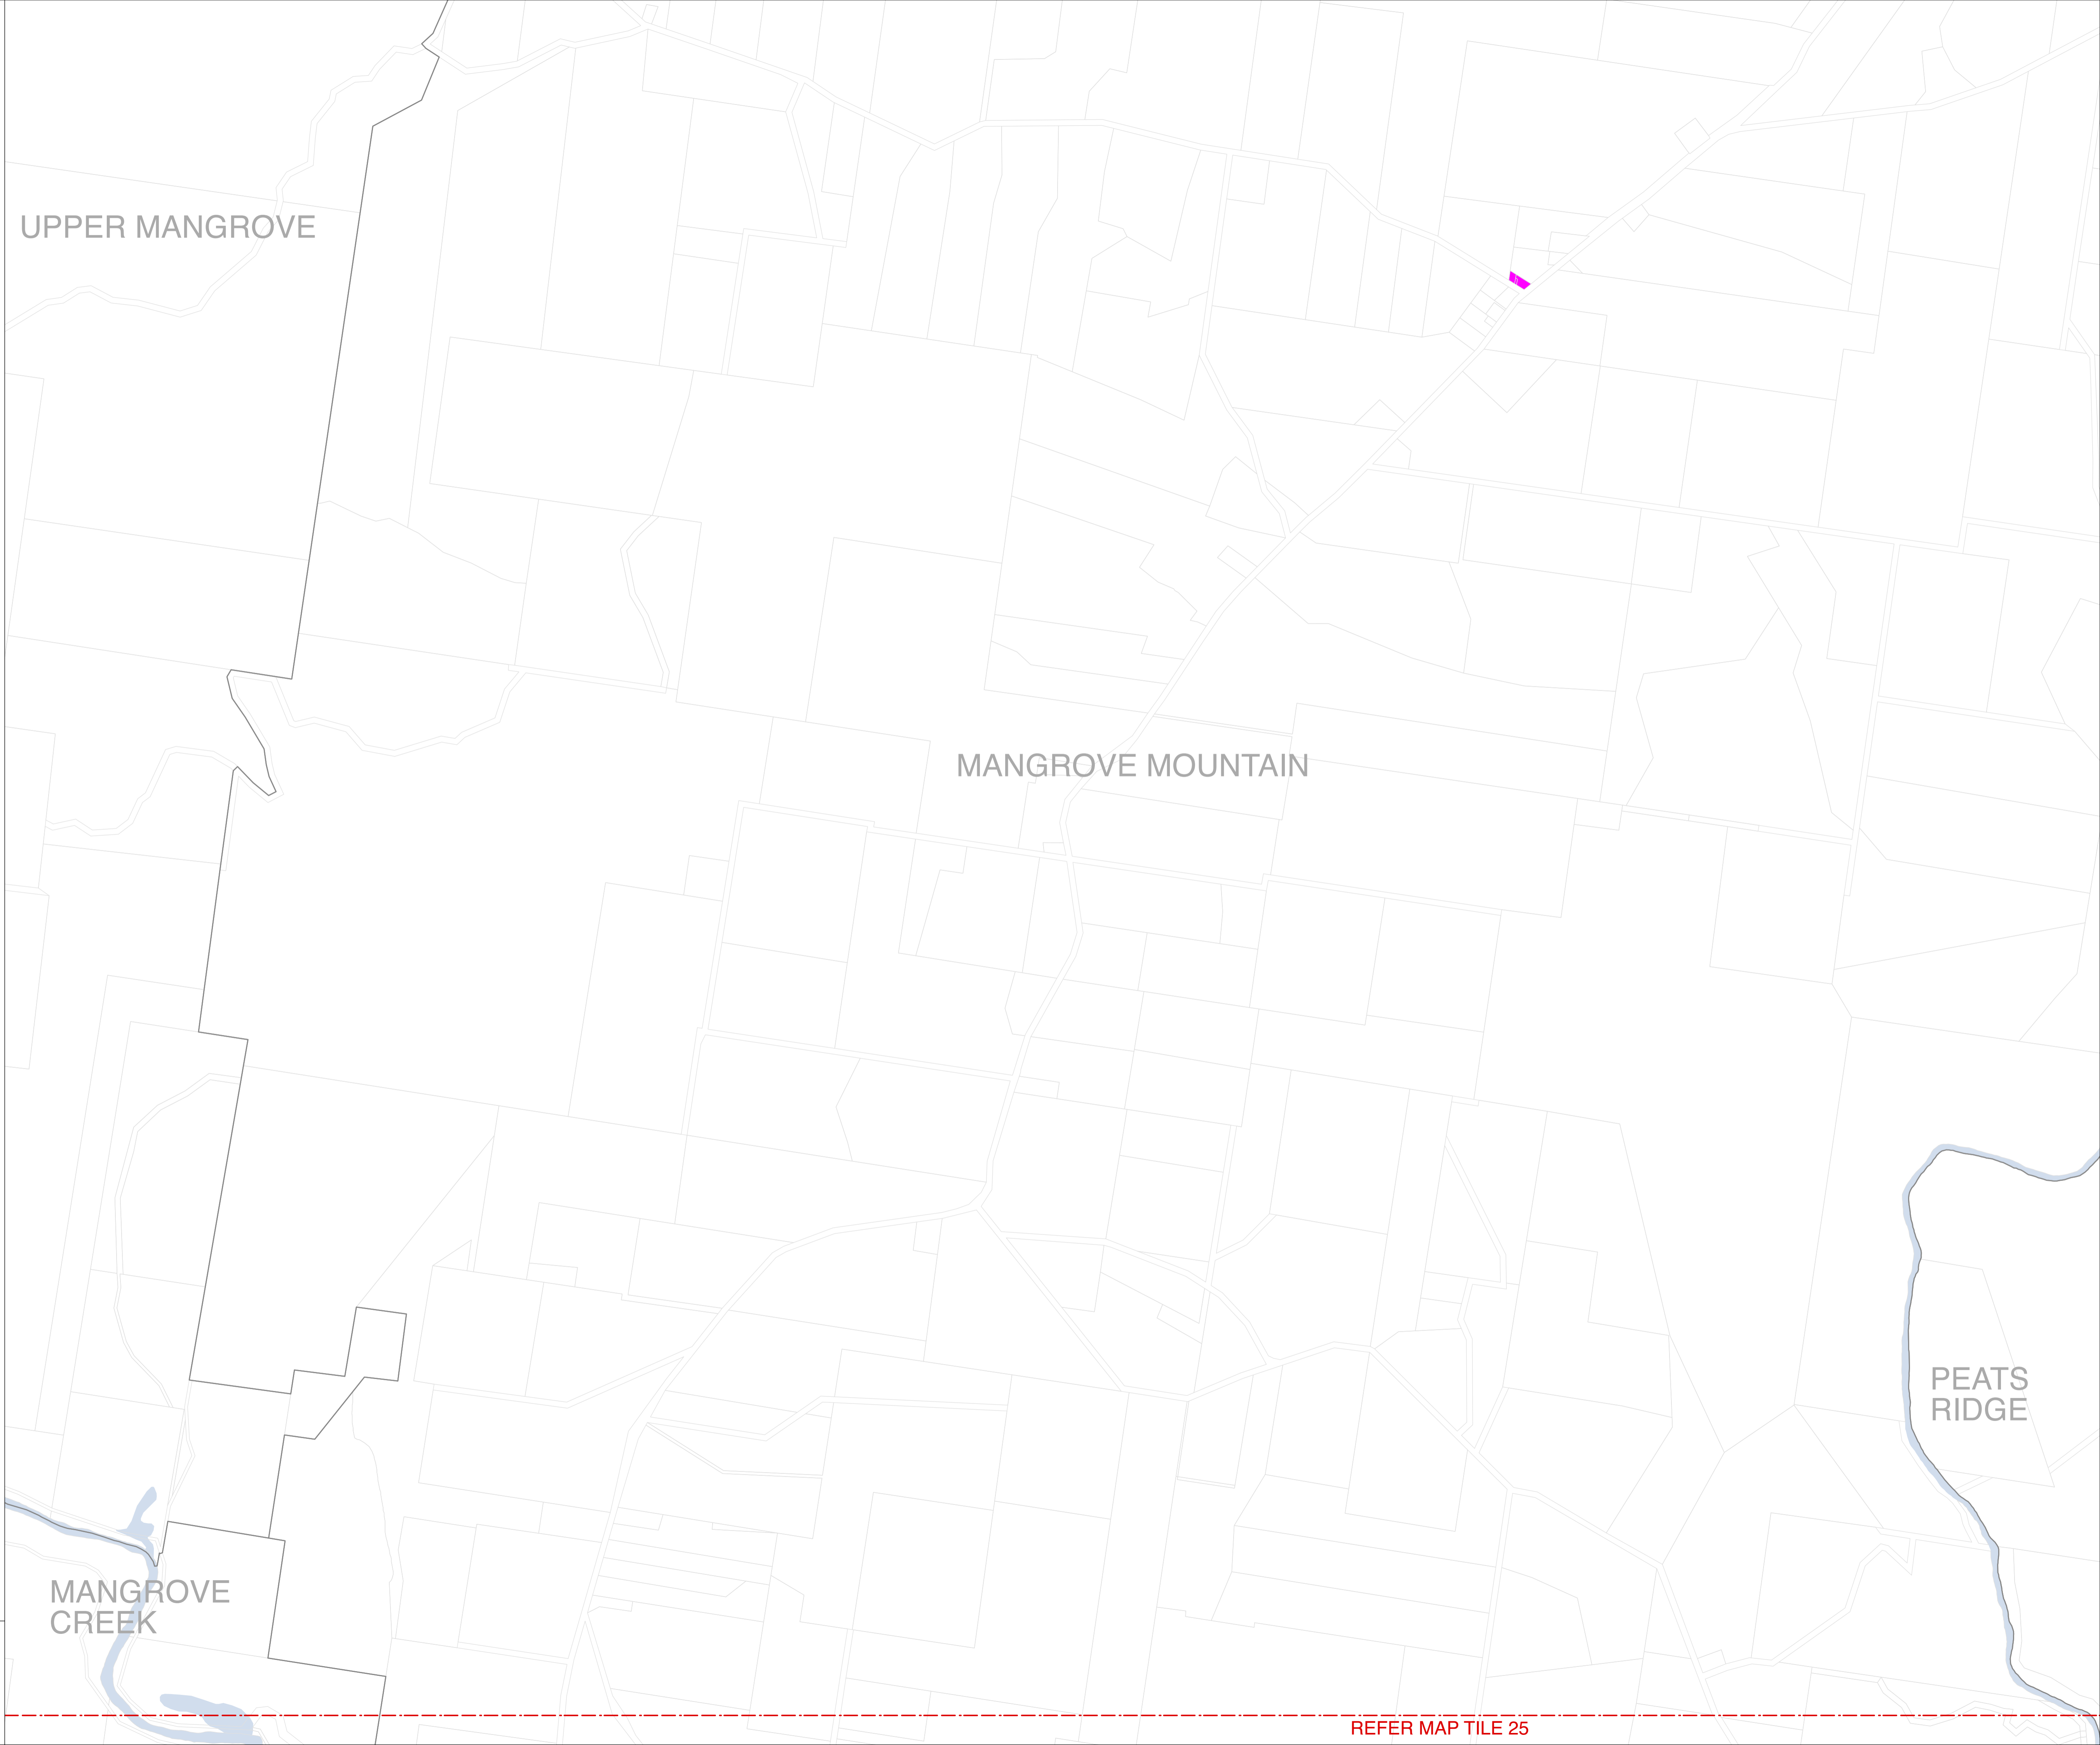 UPPER MANGROVE
MANGROVE MOUNTAIN
PEATS
RIDGE
MANGROVE
CREEK
REFER MAP TILE 25